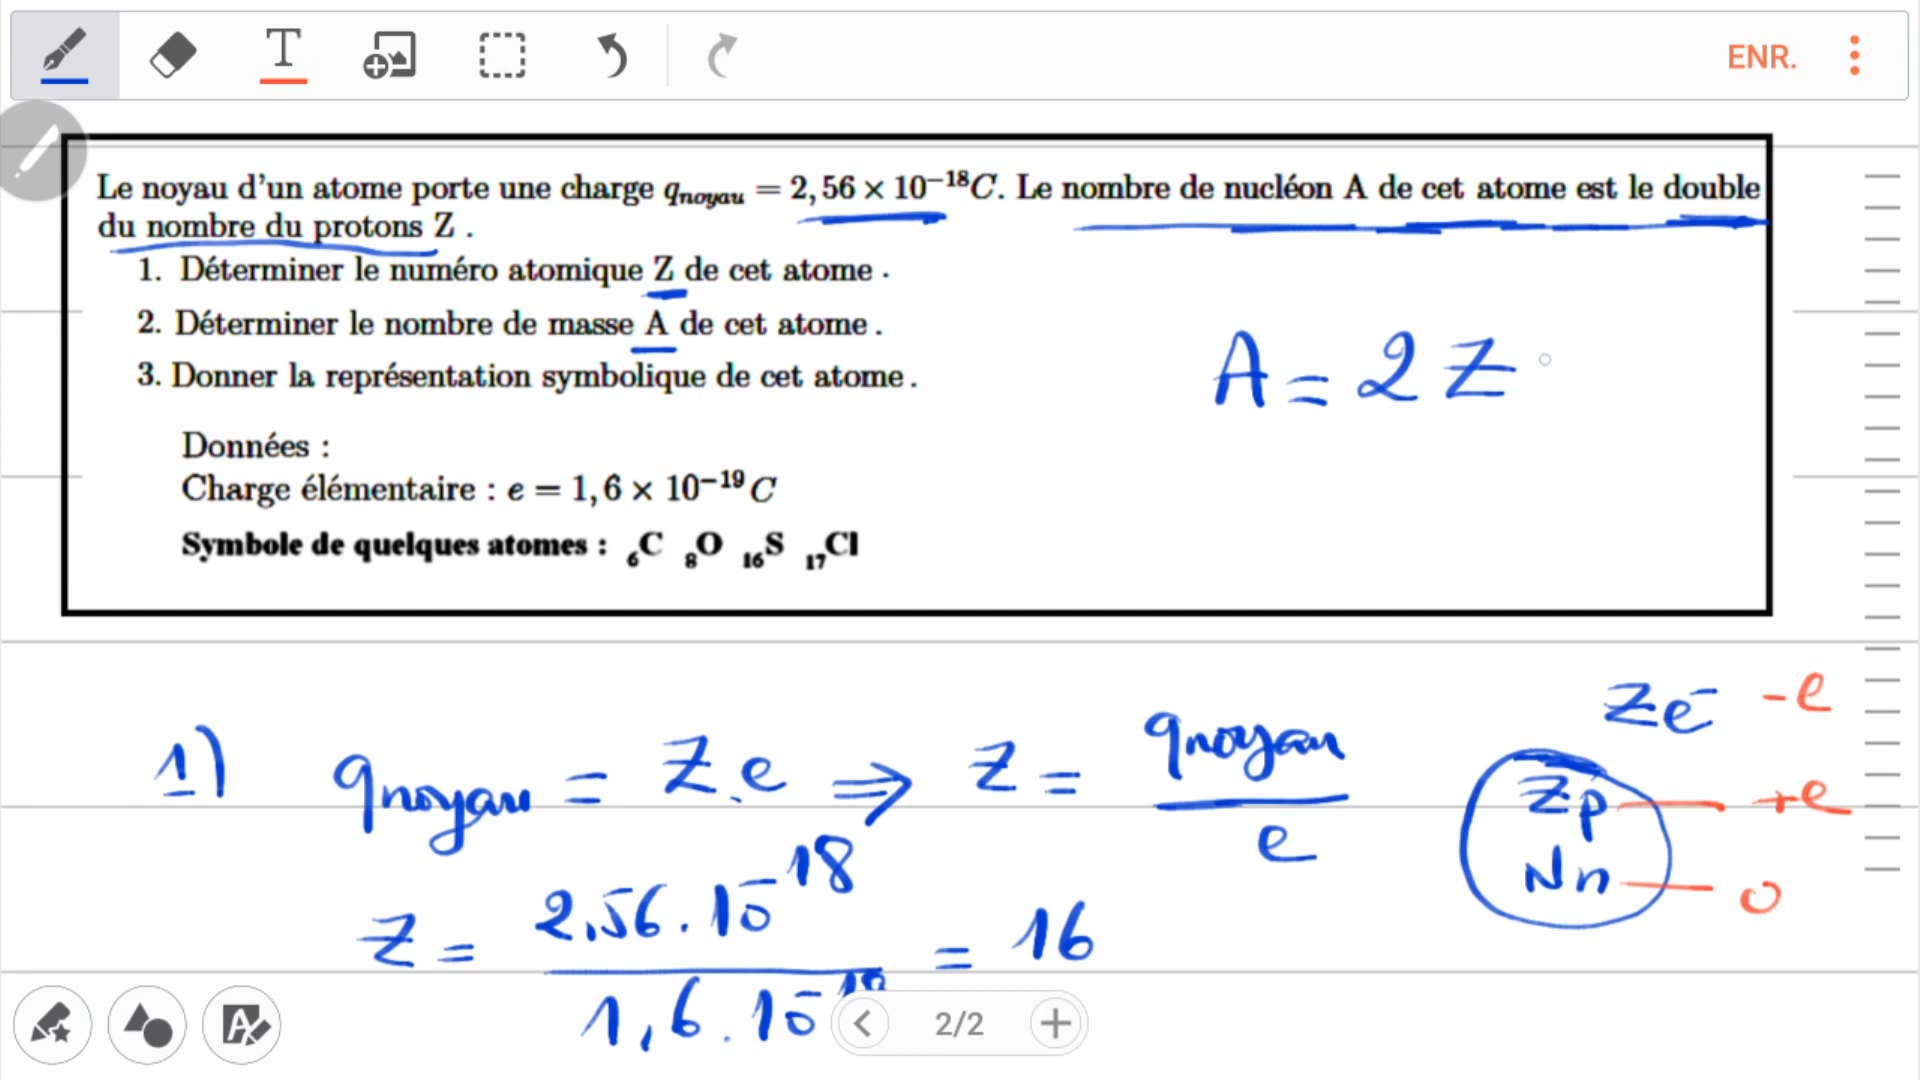 T
ENR.
Le noyau d'un atome porte une charge qnoyau = 2,56 × 10⁻¹⁸C. Le nombre de nucléon A de cet atome est le double
du nombre du protons Z .
1. Déterminer le numéro atomique Z de cet atome .
2. Déterminer le nombre de masse A de cet atome .
3. Donner la représentation symbolique de cet atome .
A = 2 Z
Données :
Charge élémentaire : e = 1,6 × 10⁻¹⁹ C
Symbole de quelques atomes : ₆C ₈O ₁₆S ₁₇Cl
Ze⁻ -e
1) qnoyau = Z.e ⇒ Z = qnoyau / e
Zp +e
Nn 0
Z = 2,56.10⁻¹⁸ / 1,6.10⁻¹⁹ = 16
A
2/2